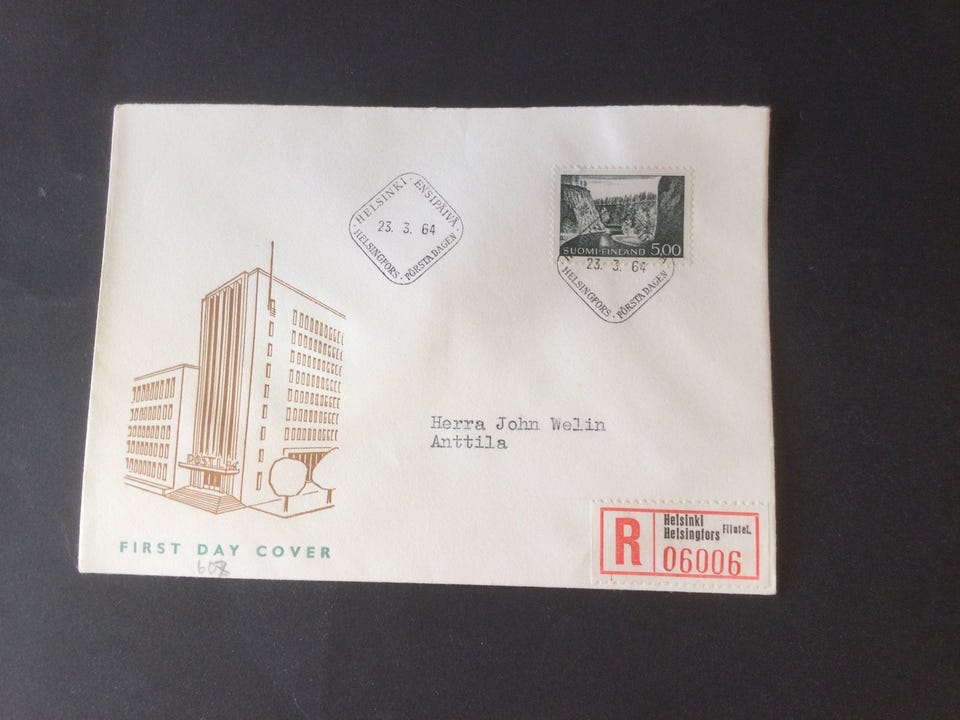 HELSINKI · ENSIPÄIVÄ
23. 3. 64
HELSINGFORS · FÖRSTA DAGEN
SUOMI-FINLAND 5,00
23. 3. 64
HELSINGFORS · FÖRSTA DAGEN
Herra John Welin
Anttila
R
Helsinki
Helsingfors Filatel.
06006
FIRST DAY COVER